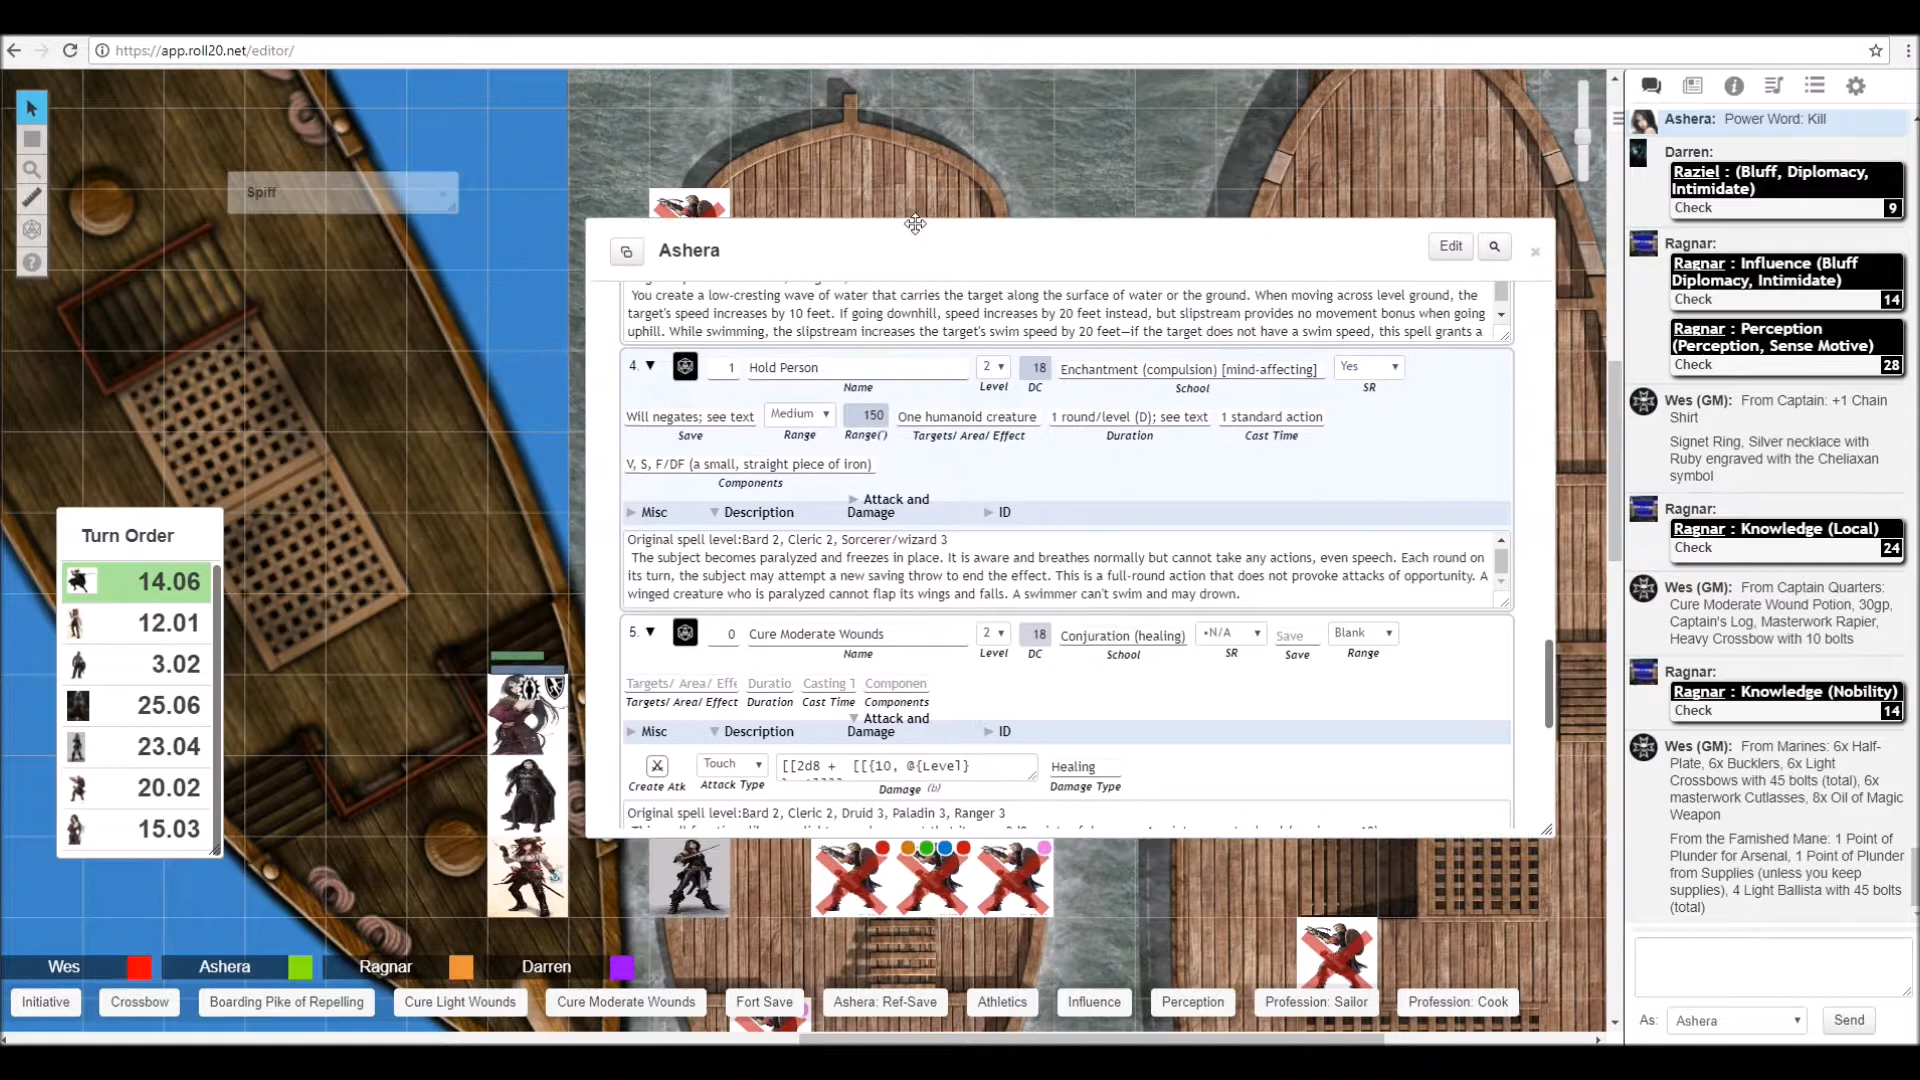 https://app.roll20.net/editor/
Spiff
Turn Order
14.06
12.01
3.02
25.06
23.04
20.02
15.03
Ashera
Edit
You create a low-cresting wave of water that carries the target along the surface of water or the ground. When moving across level ground, the
target's speed increases by 10 feet. If going downhill, speed increases by 20 feet instead, but slipstream provides no movement bonus when going
uphill. While swimming, the slipstream increases the target's swim speed by 20 feet—if the target does not have a swim speed, this spell grants a
4. 1 Hold Person 2 18 Enchantment (compulsion) [mind-affecting] Yes
Name Level DC School SR
Will negates; see text Medium 150 One humanoid creature 1 round/level (D); see text 1 standard action
Save Range Range(') Targets/ Area/ Effect Duration Cast Time
V, S, F/DF (a small, straight piece of iron)
Components
Misc Description Attack and Damage ID
Original spell level:Bard 2, Cleric 2, Sorcerer/wizard 3
The subject becomes paralyzed and freezes in place. It is aware and breathes normally but cannot take any actions, even speech. Each round on
its turn, the subject may attempt a new saving throw to end the effect. This is a full-round action that does not provoke attacks of opportunity. A
winged creature who is paralyzed cannot flap its wings and falls. A swimmer can't swim and may drown.
5. 0 Cure Moderate Wounds 2 18 Conjuration (healing) •N/A Save Blank
Name Level DC School SR Save Range
Targets/ Area/ Effe Duratio Casting T Componen
Targets/ Area/ Effect Duration Cast Time Components
Misc Description Attack and Damage ID
Touch [[2d8 + [[{10, @{Level}
Healing
Create Atk Attack Type Damage (b) Damage Type
Original spell level:Bard 2, Cleric 2, Druid 3, Paladin 3, Ranger 3
Wes Ashera Ragnar Darren
Initiative Crossbow Boarding Pike of Repelling Cure Light Wounds Cure Moderate Wounds Fort Save Ashera: Ref-Save Athletics Influence Perception Profession: Sailor Profession: Cook
Ashera: Power Word: Kill
Darren:
Raziel : (Bluff, Diplomacy,
Intimidate)
Check 9
Ragnar:
Ragnar : Influence (Bluff
Diplomacy, Intimidate)
Check 14
Ragnar : Perception
(Perception, Sense Motive)
Check 28
Wes (GM): From Captain: +1 Chain
Shirt
Signet Ring, Silver necklace with
Ruby engraved with the Cheliaxan
symbol
Ragnar:
Ragnar : Knowledge (Local)
Check 24
Wes (GM): From Captain Quarters:
Cure Moderate Wound Potion, 30gp,
Captain's Log, Masterwork Rapier,
Heavy Crossbow with 10 bolts
Ragnar:
Ragnar : Knowledge (Nobility)
Check 14
Wes (GM): From Marines: 6x Half-
Plate, 6x Bucklers, 6x Light
Crossbows with 45 bolts (total), 6x
masterwork Cutlasses, 8x Oil of Magic
Weapon
From the Famished Mane: 1 Point of
Plunder for Arsenal, 1 Point of Plunder
from Supplies (unless you keep
supplies), 4 Light Ballista with 45 bolts
(total)
As: Ashera Send